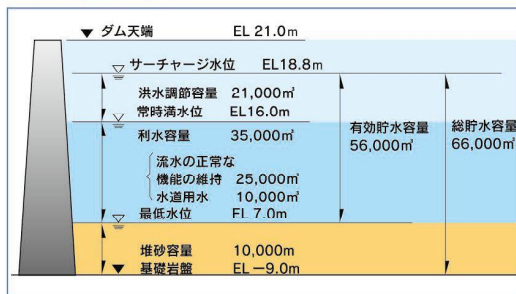 ダム天端 EL 21.0m
サーチャージ水位 EL18.8m
洪水調節容量 21,000㎥
常時満水位 EL16.0m
利水容量 35,000㎥
流水の正常な
機能の維持 25,000㎥
水道用水 10,000㎥
最低水位 EL 7.0m
堆砂容量 10,000m
基礎岩盤 EL −9.0m
有効貯水容量
56,000㎥
総貯水容量
66,000㎥